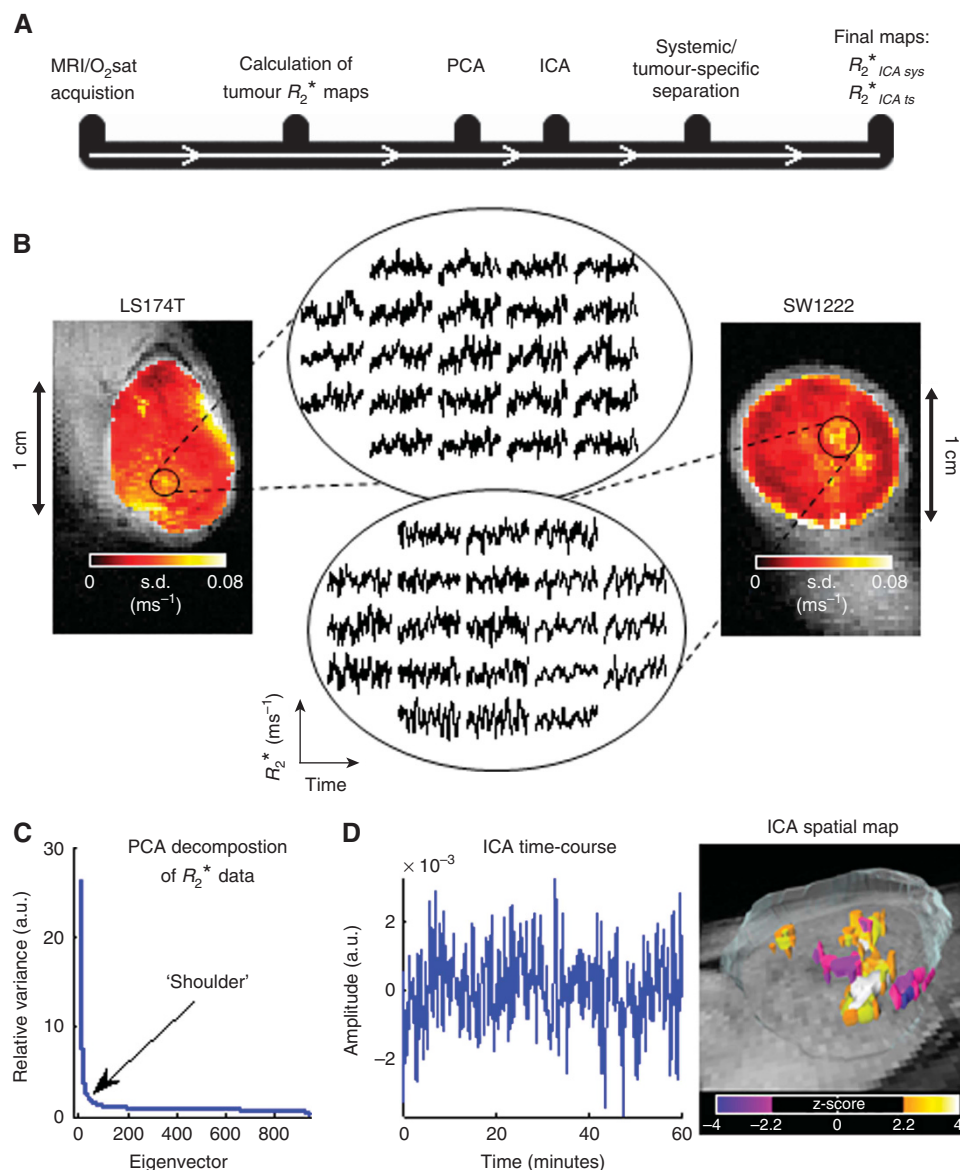 A
MRI/O₂sat
acquistion
Calculation of
tumour R₂* maps
PCA
ICA
Systemic/
tumour-specific
separation
Final maps:
R₂* ICA sys
R₂* ICA ts
B
LS174T
SW1222
1 cm
1 cm
0 s.d. 0.08
(ms⁻¹)
0 s.d. 0.08
(ms⁻¹)
R₂* (ms⁻¹)
Time
C
PCA decompostion
of R₂* data
'Shoulder'
Relative variance (a.u.)
30
20
10
0
0 200 400 600 800
Eigenvector
D
ICA time-course
× 10⁻³
Amplitude (a.u.)
2
0
−2
0 20 40 60
Time (minutes)
ICA spatial map
z-score
−4 −2.2 0 2.2 4